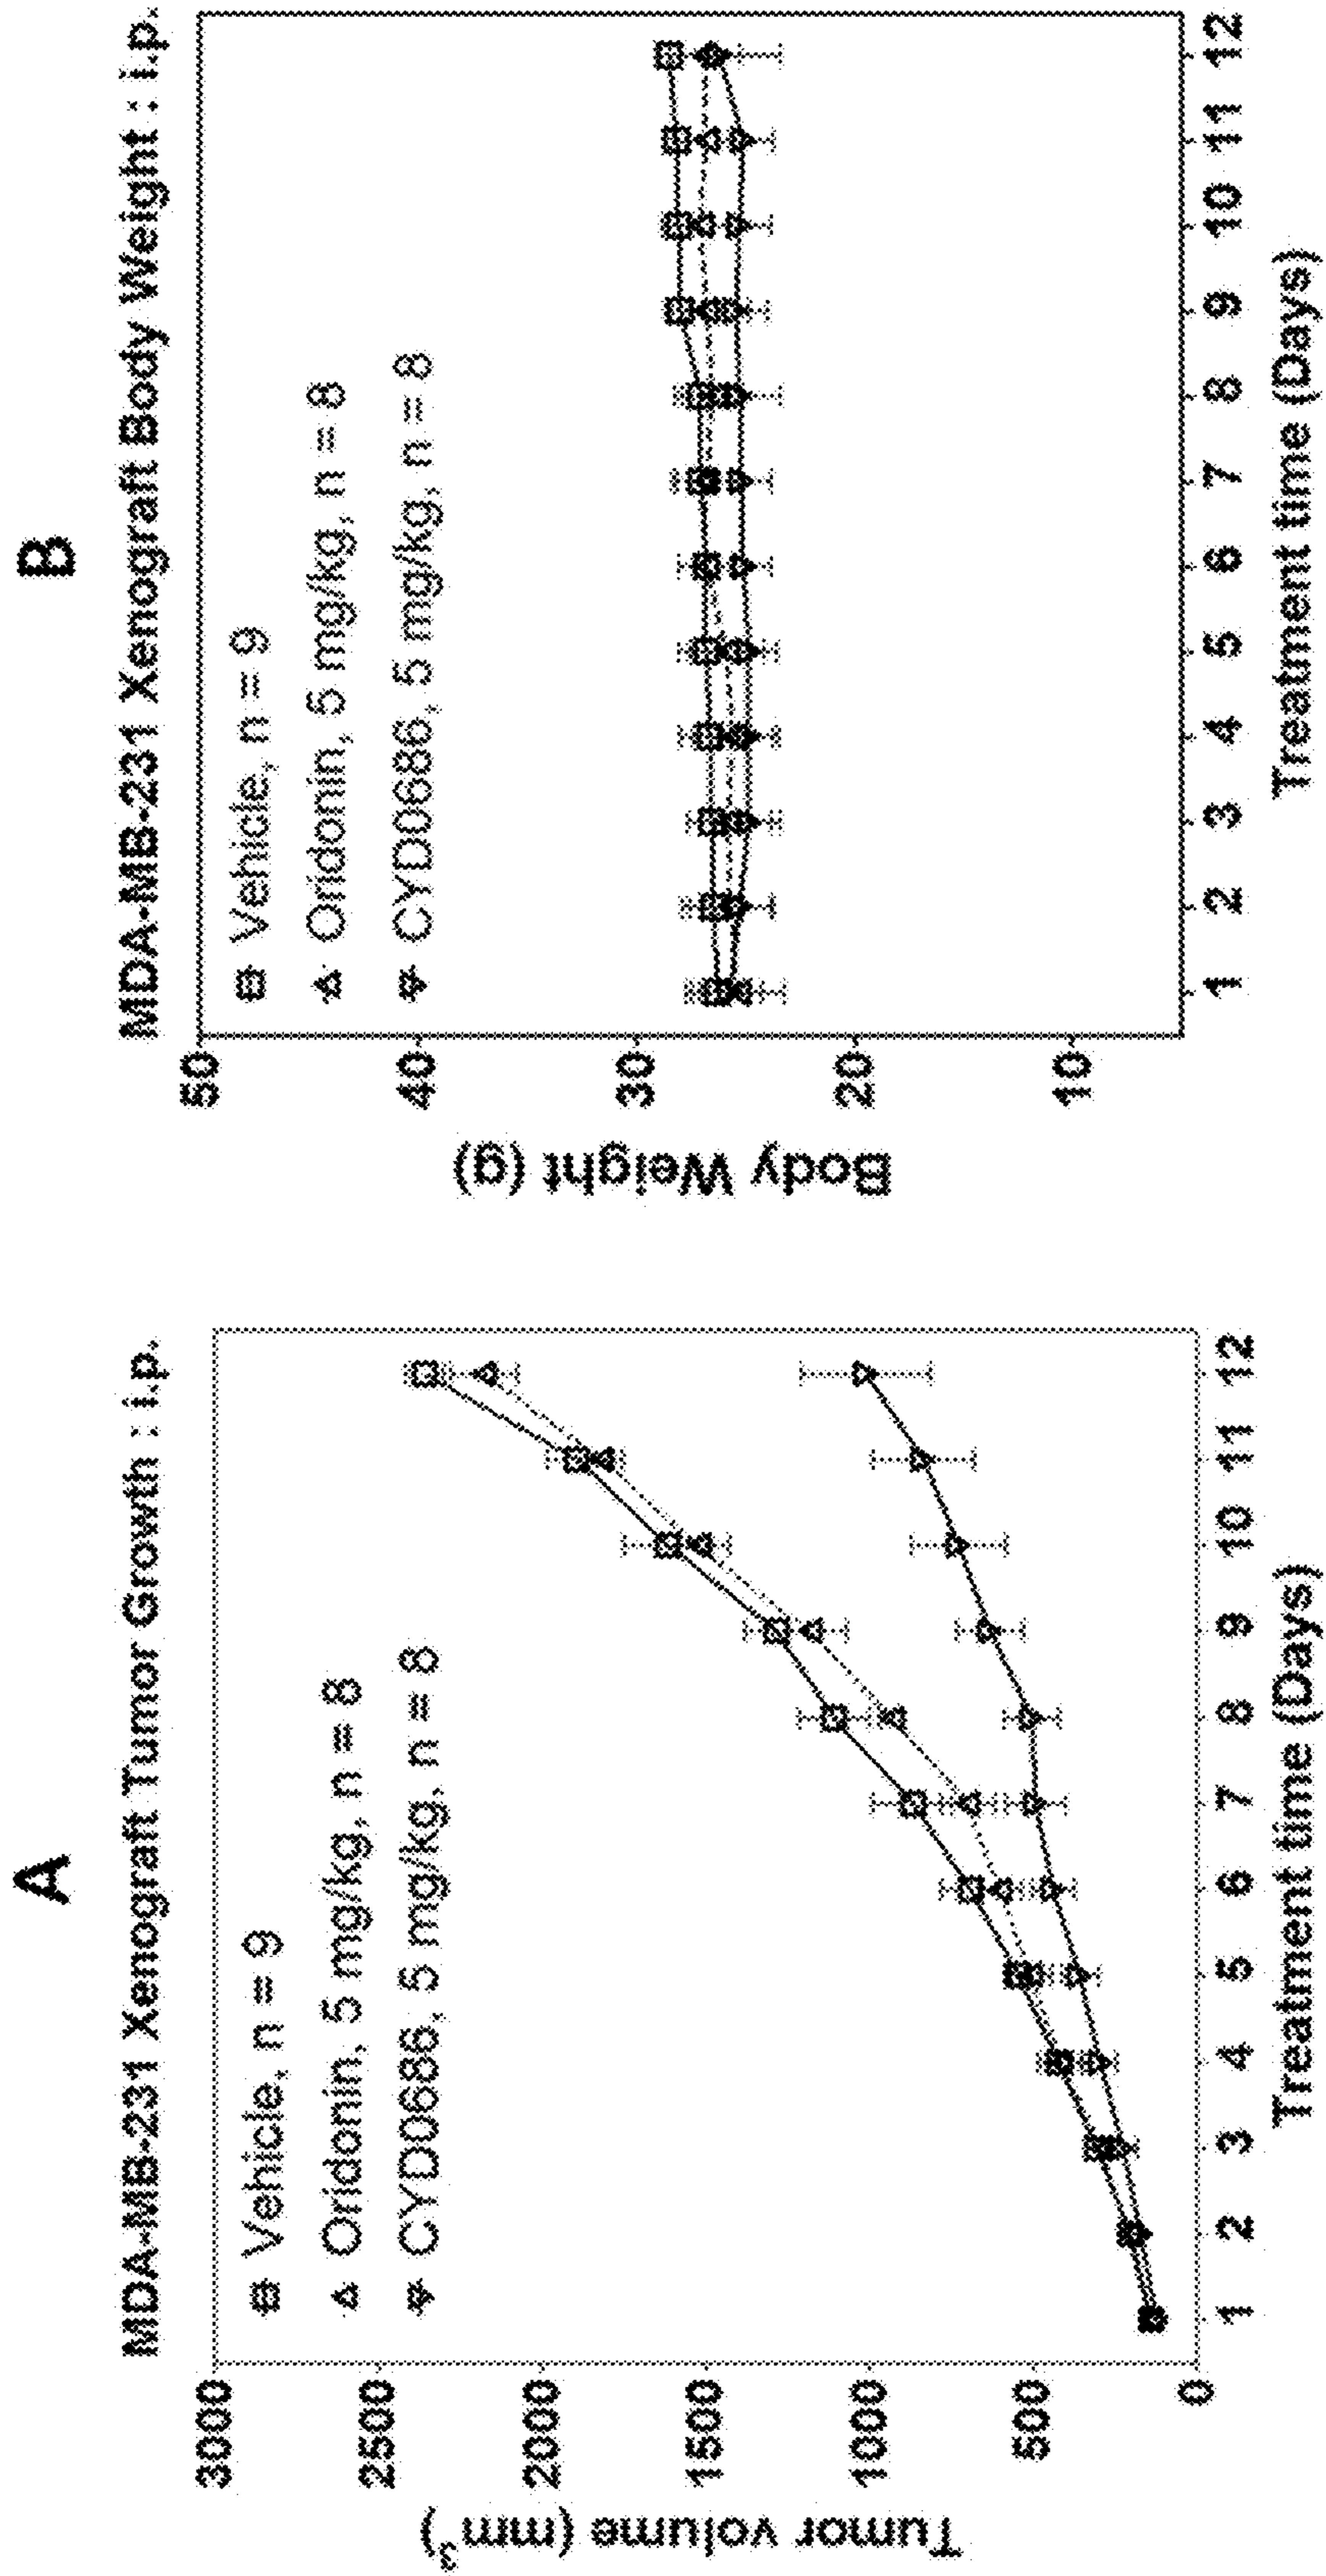 A
MDA-MB-231 Xenograft Tumor Growth : i.p.
Vehicle, n = 9
Oridonin, 5 mg/kg, n = 8
CYD0686, 5 mg/kg, n = 8
3000
2500
2000
1500
1000
500
0
Tumor volume (mm³)
1 2 3 4 5 6 7 8 9 10 11 12
Treatment time (Days)
B
MDA-MB-231 Xenograft Body Weight : i.p.
Vehicle, n = 9
Oridonin, 5 mg/kg, n = 8
CYD0686, 5 mg/kg, n = 8
50
40
30
20
10
Body Weight (g)
1 2 3 4 5 6 7 8 9 10 11 12
Treatment time (Days)